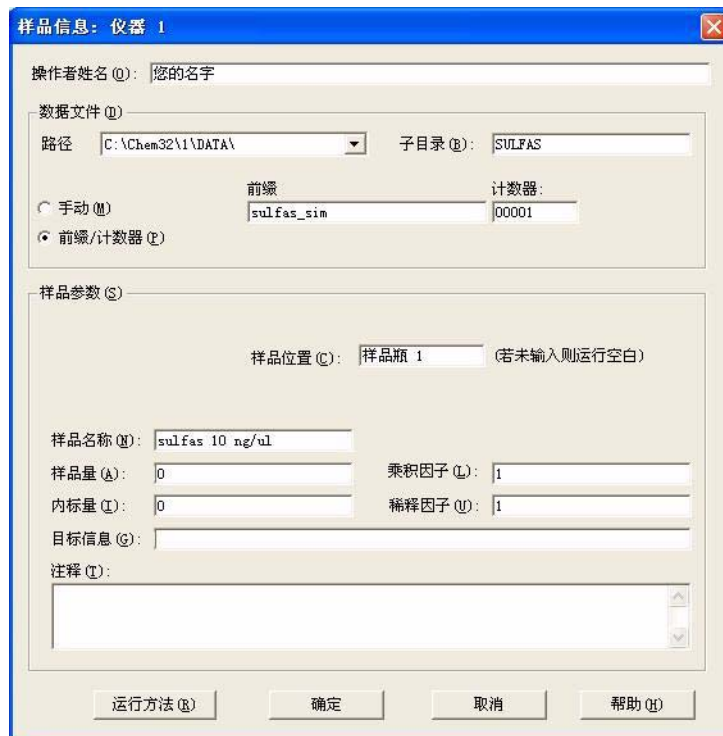 样品信息: 仪器 1
操作者姓名(O): 您的名字
数据文件(D)
路径 C:\Chem32\1\DATA\ 子目录(B): SULFAS
前缀 计数器:
手动(M) sulfas_sim 00001
前缀/计数器(P)
样品参数(S)
样品位置(C): 样品瓶 1 (若未输入则运行空白)
样品名称(N): sulfas 10 ng/ul
样品量(A): 0 乘积因子(L): 1
内标量(I): 0 稀释因子(U): 1
目标信息(G):
注释(T):
运行方法(R) 确定 取消 帮助(H)